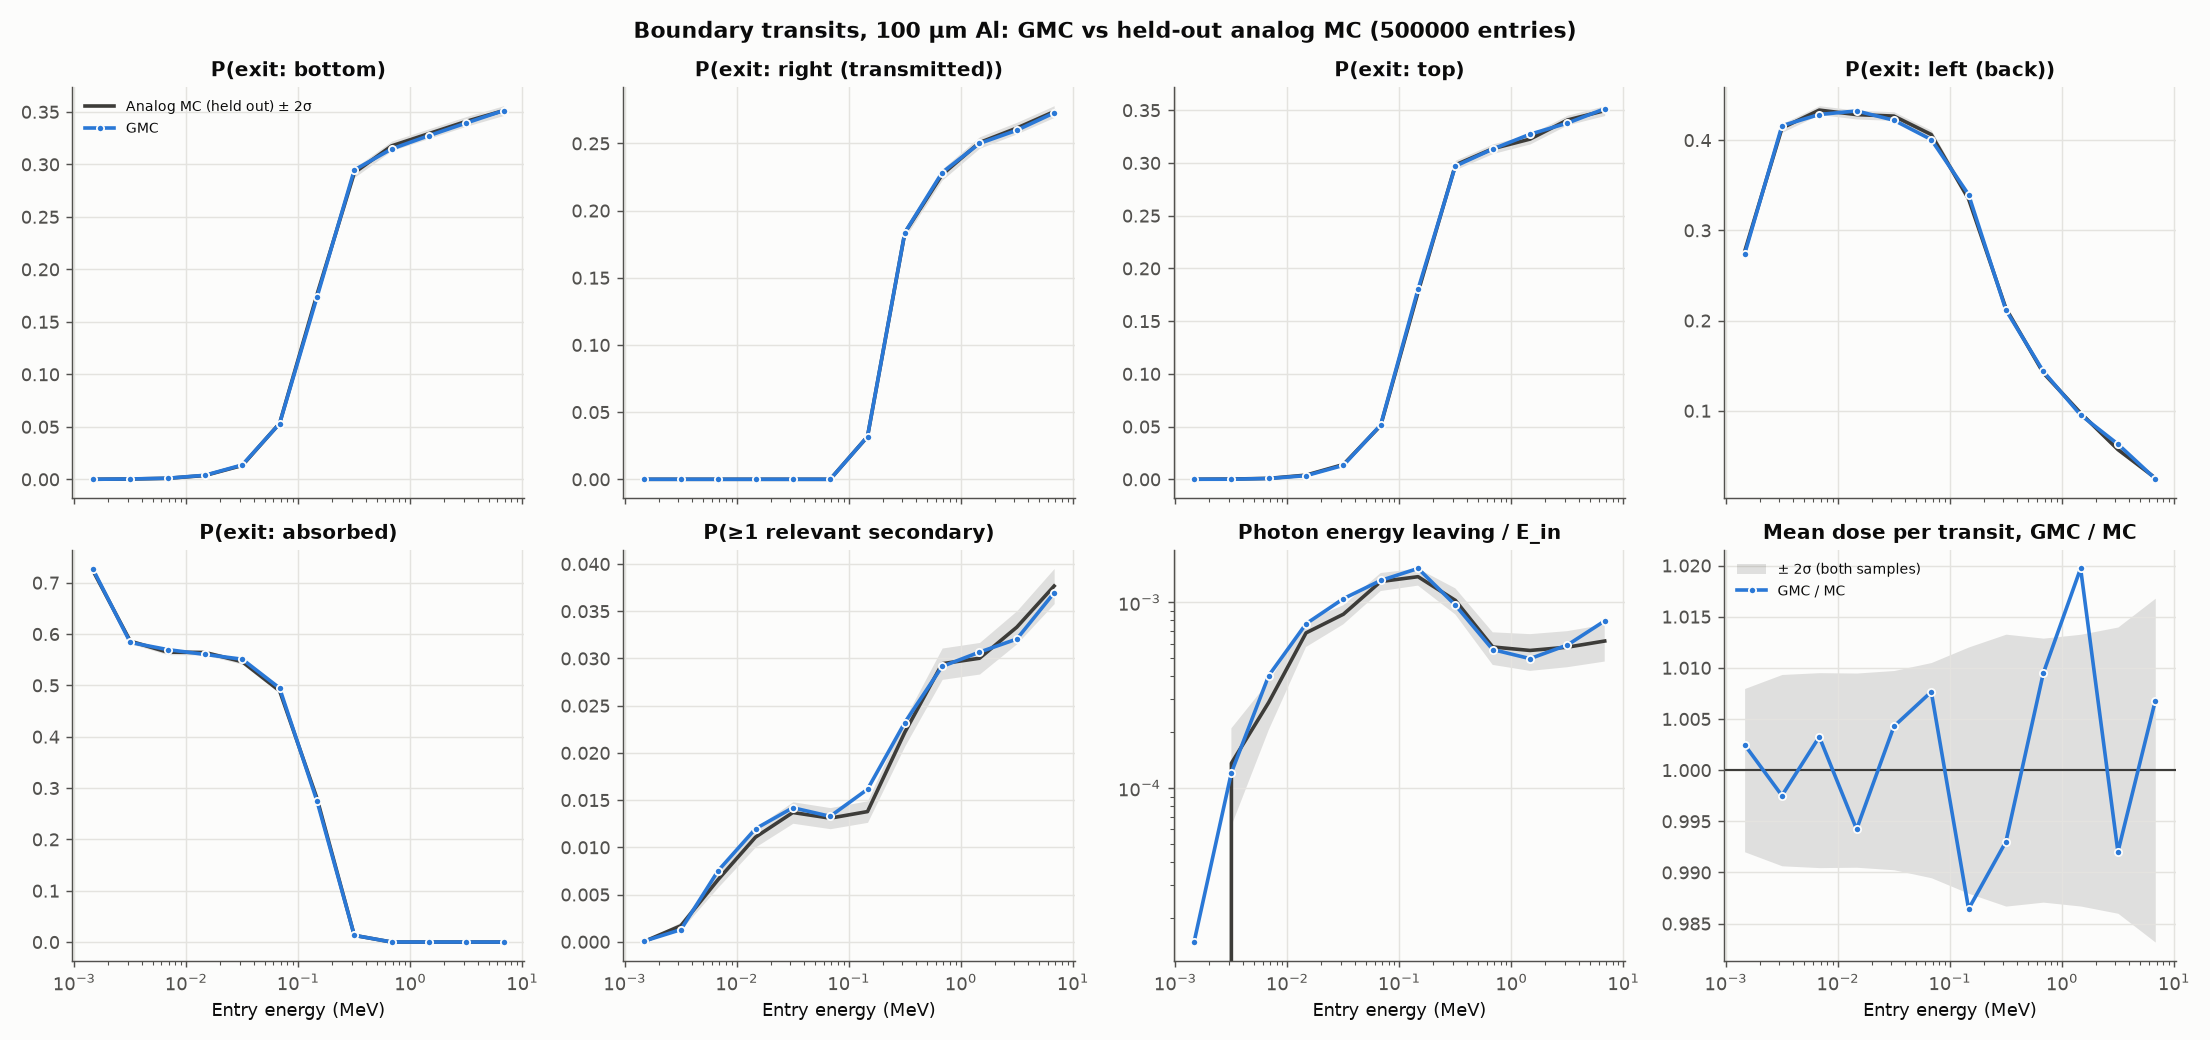 Boundary transits, 100 μm Al: GMC vs held-out analog MC (500000 entries)
P(exit: bottom)
Analog MC (held out) ± 2σ
GMC
0.35
0.30
0.25
0.20
0.15
0.10
0.05
0.00
P(exit: right (transmitted))
0.25
0.20
0.15
0.10
0.05
0.00
P(exit: top)
0.35
0.30
0.25
0.20
0.15
0.10
0.05
0.00
P(exit: left (back))
0.4
0.3
0.2
0.1
P(exit: absorbed)
0.7
0.6
0.5
0.4
0.3
0.2
0.1
0.0
10⁻³ 10⁻² 10⁻¹ 10⁰ 10¹
Entry energy (MeV)
P(≥1 relevant secondary)
0.040
0.035
0.030
0.025
0.020
0.015
0.010
0.005
0.000
10⁻³ 10⁻² 10⁻¹ 10⁰ 10¹
Entry energy (MeV)
Photon energy leaving / E_in
10⁻³
10⁻⁴
10⁻³ 10⁻² 10⁻¹ 10⁰ 10¹
Entry energy (MeV)
Mean dose per transit, GMC / MC
± 2σ (both samples)
GMC / MC
1.020
1.015
1.010
1.005
1.000
0.995
0.990
0.985
10⁻³ 10⁻² 10⁻¹ 10⁰ 10¹
Entry energy (MeV)